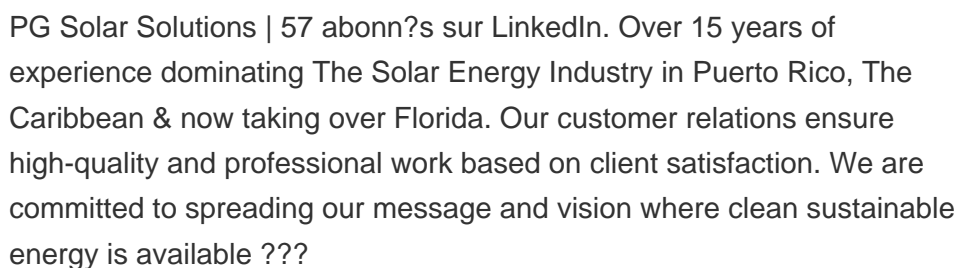 PG Solar Solutions | 57 abonn?s sur LinkedIn. Over 15 years of
experience dominating The Solar Energy Industry in Puerto Rico, The
Caribbean & now taking over Florida. Our customer relations ensure
high-quality and professional work based on client satisfaction. We are
committed to spreading our message and vision where clean sustainable
energy is available ???